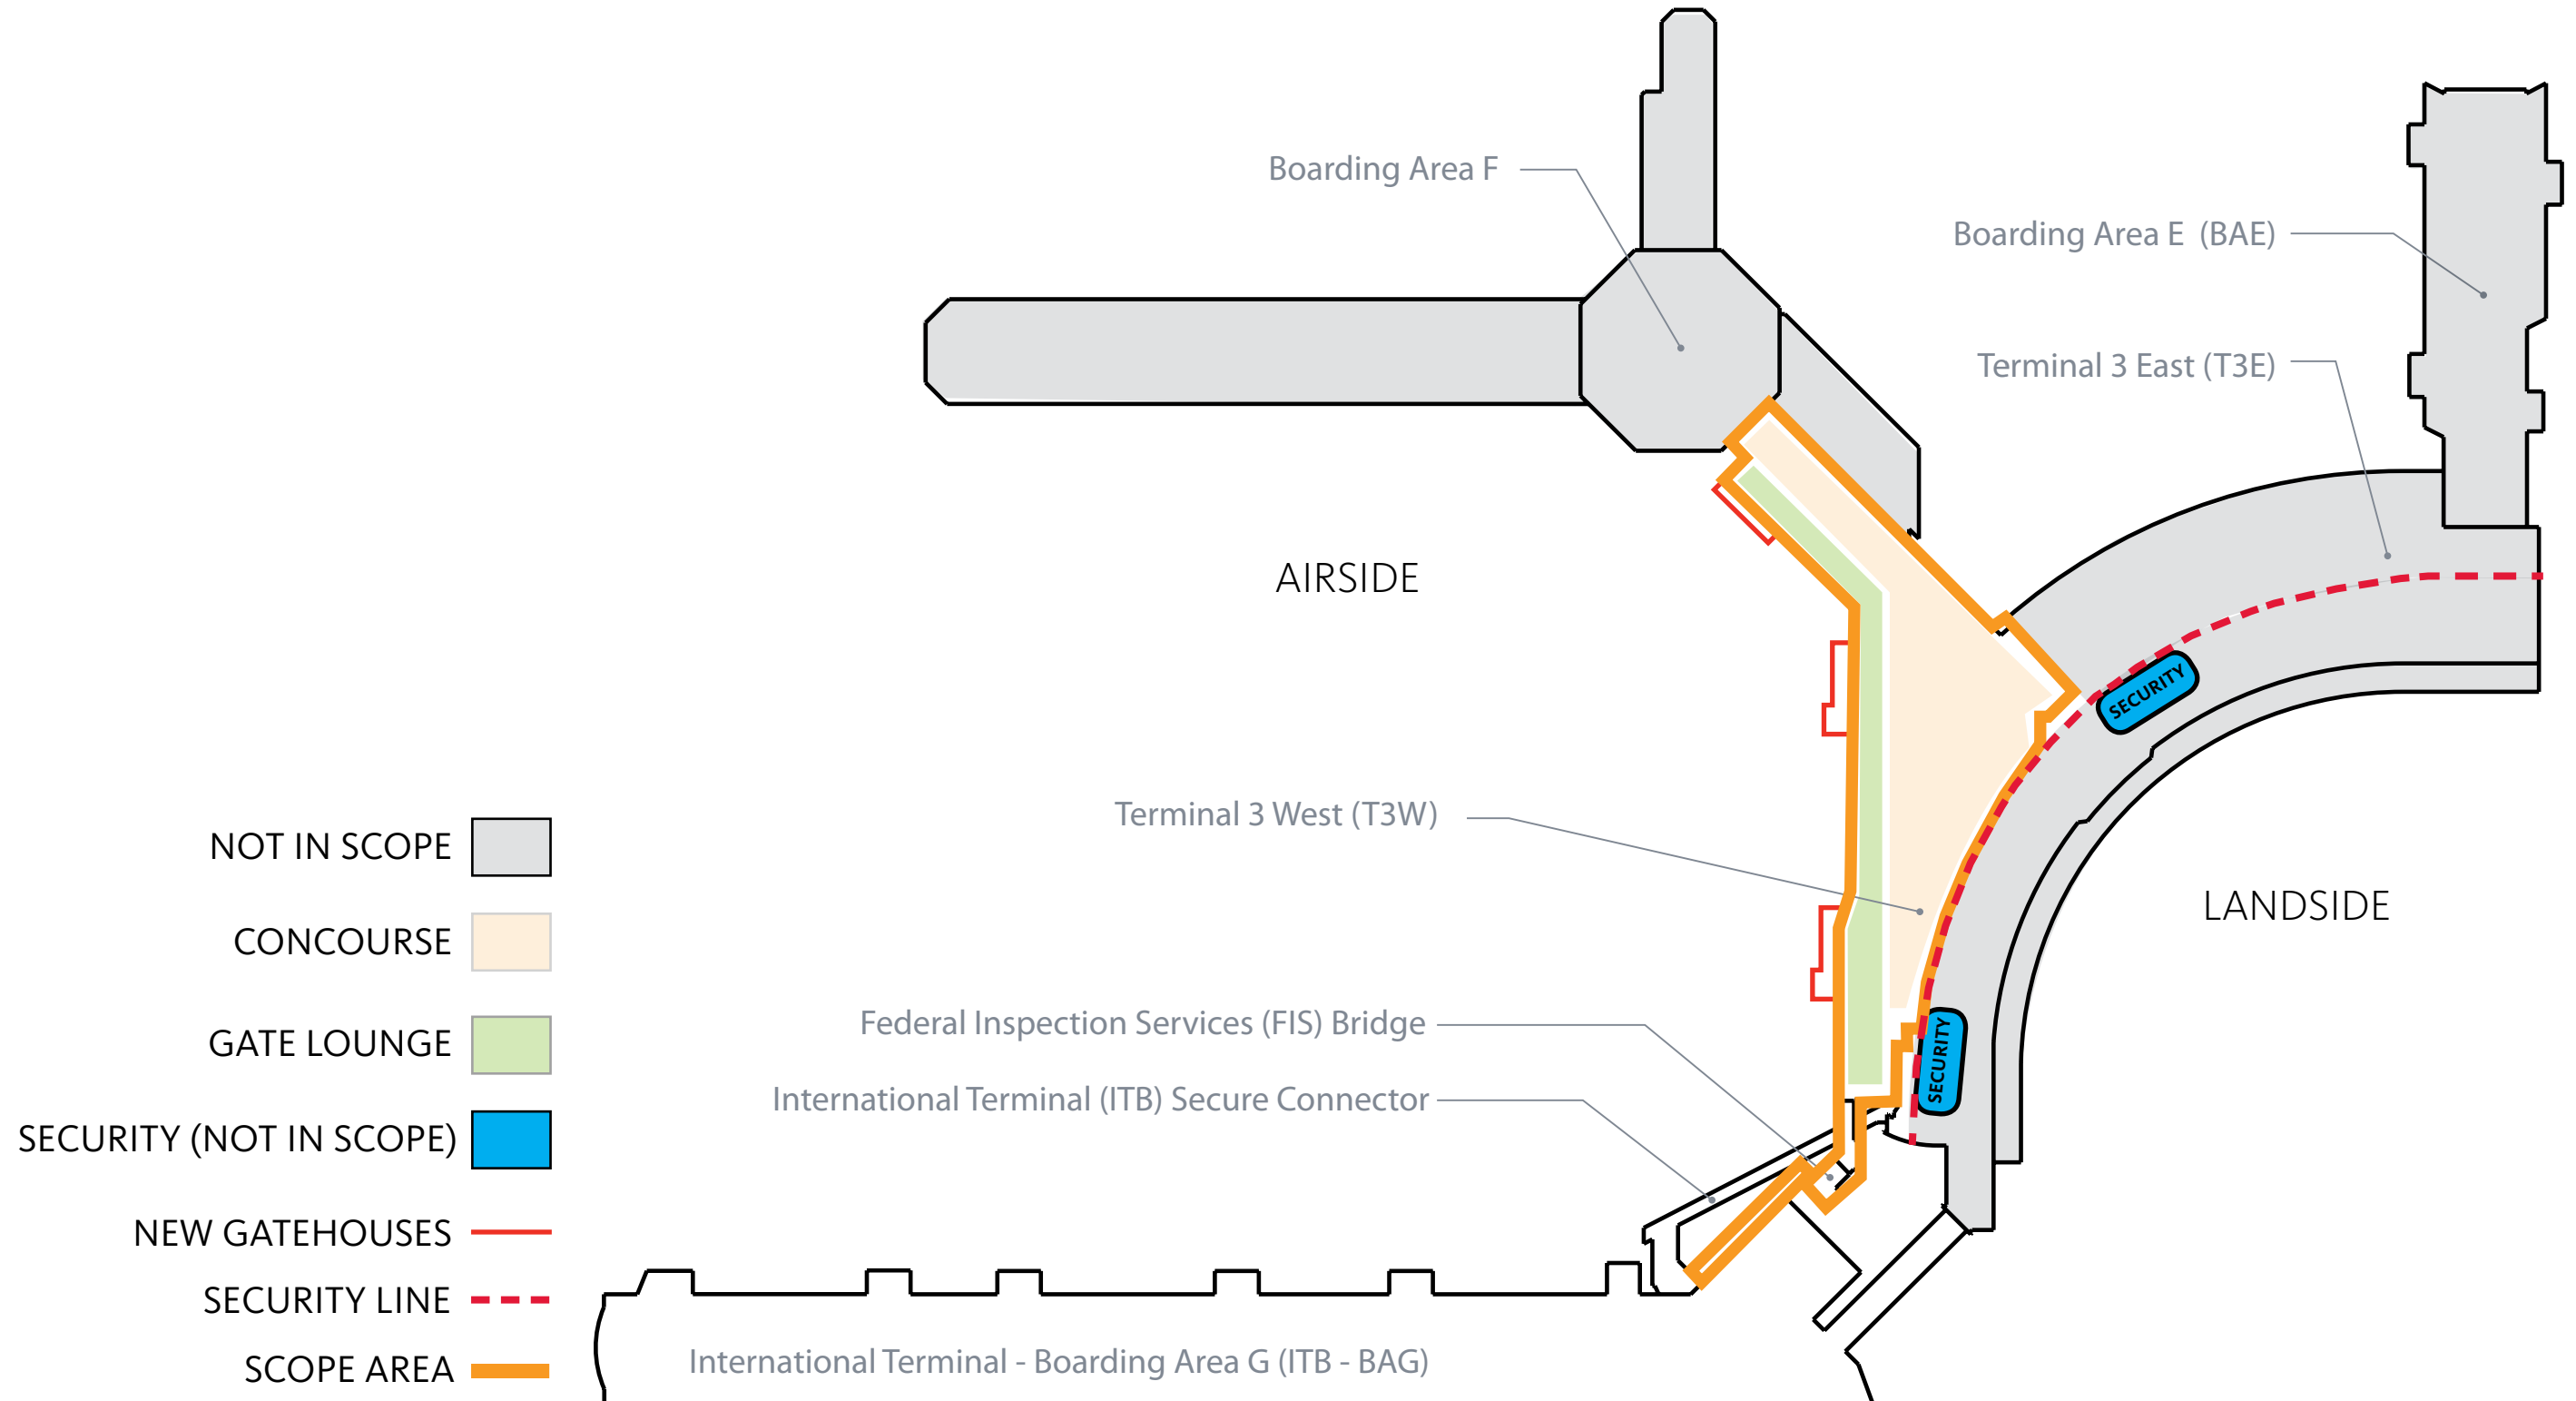 Boarding Area F
Boarding Area E (BAE)
Terminal 3 East (T3E)
AIRSIDE
SECURITY
Terminal 3 West (T3W)
LANDSIDE
NOT IN SCOPE
CONCOURSE
Federal Inspection Services (FIS) Bridge
GATE LOUNGE
SECURITY
International Terminal (ITB) Secure Connector
SECURITY (NOT IN SCOPE)
NEW GATEHOUSES
SECURITY LINE
SCOPE AREA
International Terminal - Boarding Area G (ITB - BAG)